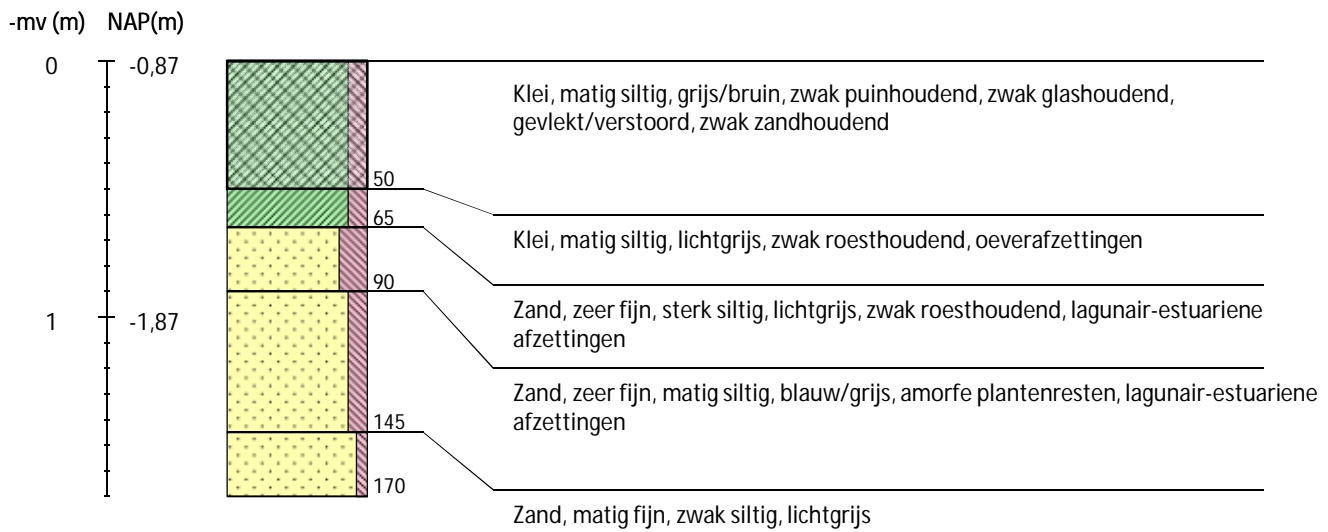 -mv (m) NAP(m)
0 -0,87
Klei, matig siltig, grijs/bruin, zwak puinhoudend, zwak glashoudend,
gevlekt/verstoord, zwak zandhoudend
50
65
Klei, matig siltig, lichtgrijs, zwak roesthoudend, oeverafzettingen
90
Zand, zeer fijn, sterk siltig, lichtgrijs, zwak roesthoudend, lagunair-estuariene
afzettingen
1 -1,87
Zand, zeer fijn, matig siltig, blauw/grijs, amorfe plantenresten, lagunair-estuariene
afzettingen
145
170
Zand, matig fijn, zwak siltig, lichtgrijs